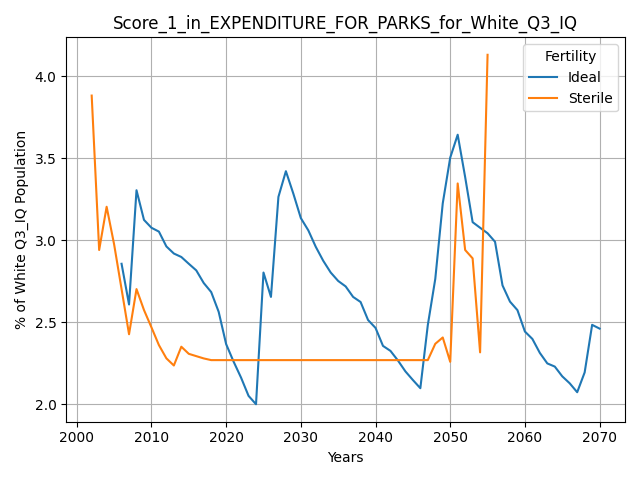 Score_1_in_EXPENDITURE_FOR_PARKS_for_White_Q3_IQ
Fertility
Ideal
Sterile
% of White Q3_IQ Population
4.0
3.5
3.0
2.5
2.0
2000 2010 2020 2030 2040 2050 2060 2070
Years